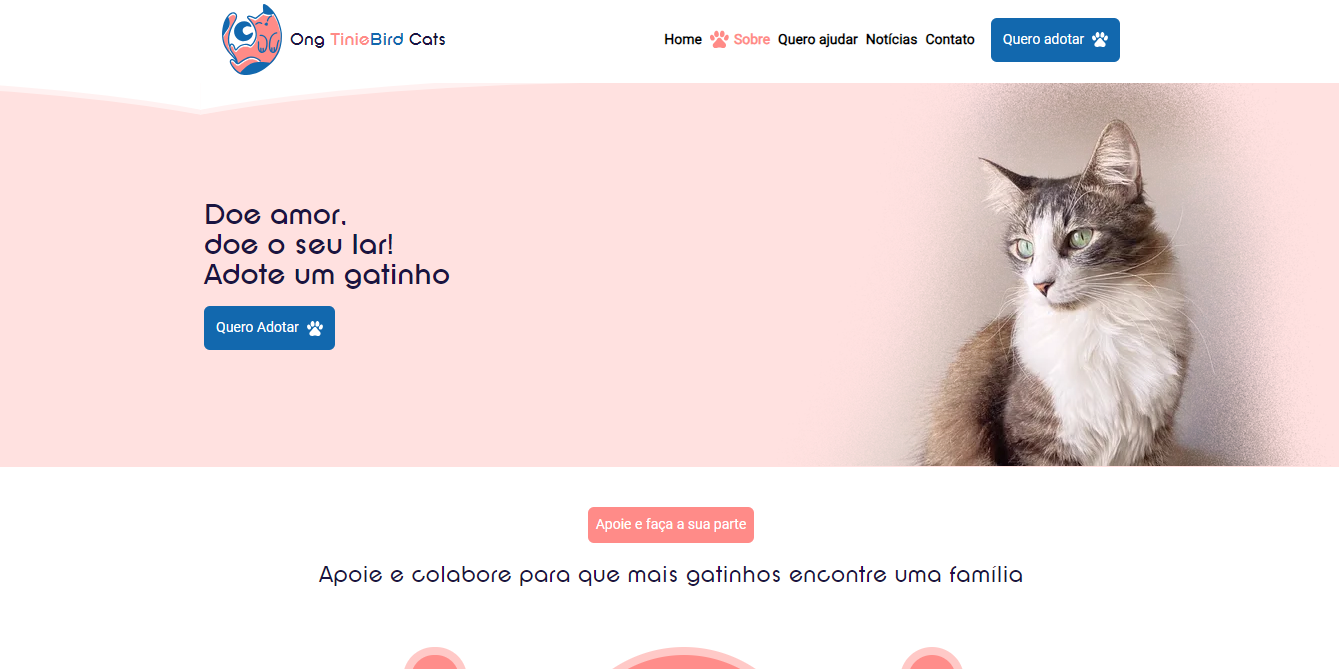 Ong TinieBird Cats
Home Sobre Quero ajudar Notícias Contato Quero adotar
Doe amor,
doe o seu lar!
Adote um gatinho
Quero Adotar
Apoie e faça a sua parte
Apoie e colabore para que mais gatinhos encontre uma família